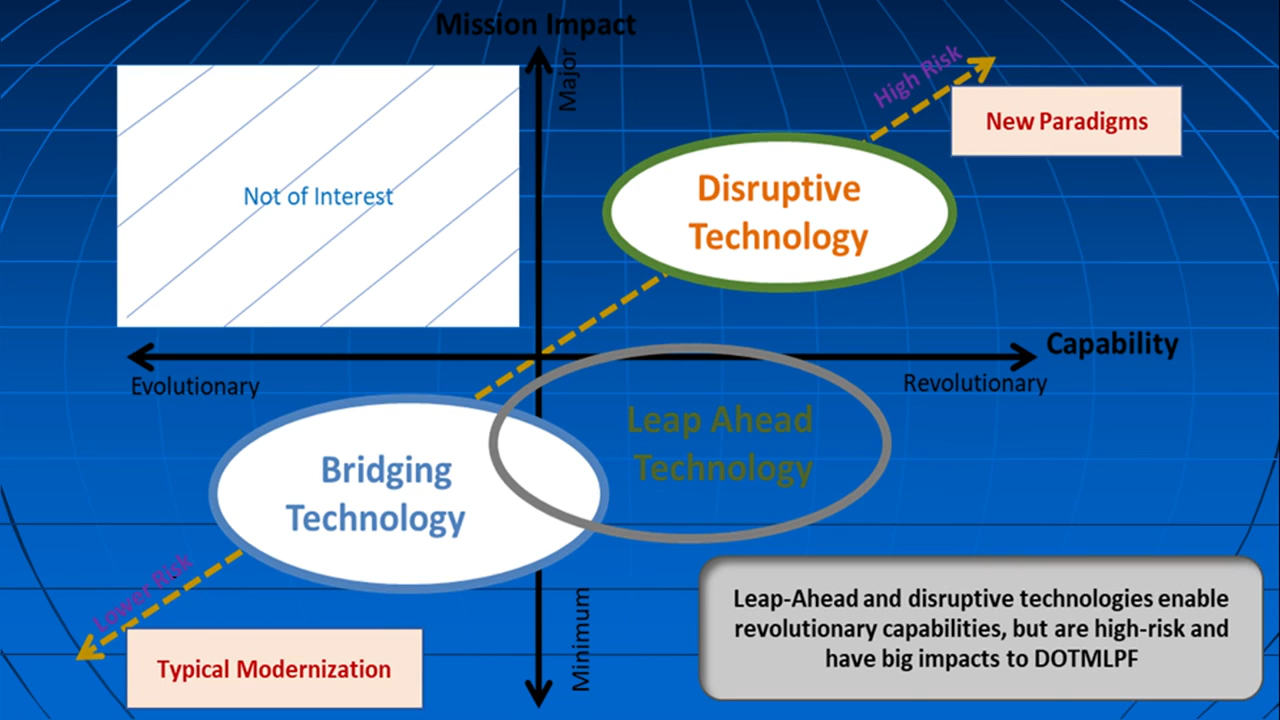 Mission Impact
Major
High Risk
New Paradigms
Not of Interest
Disruptive
Technology
Capability
Evolutionary
Revolutionary
Leap Ahead
Technology
Bridging
Technology
Lower Risk
Minimum
Typical Modernization
Leap-Ahead and disruptive technologies enable
revolutionary capabilities, but are high-risk and
have big impacts to DOTMLPF